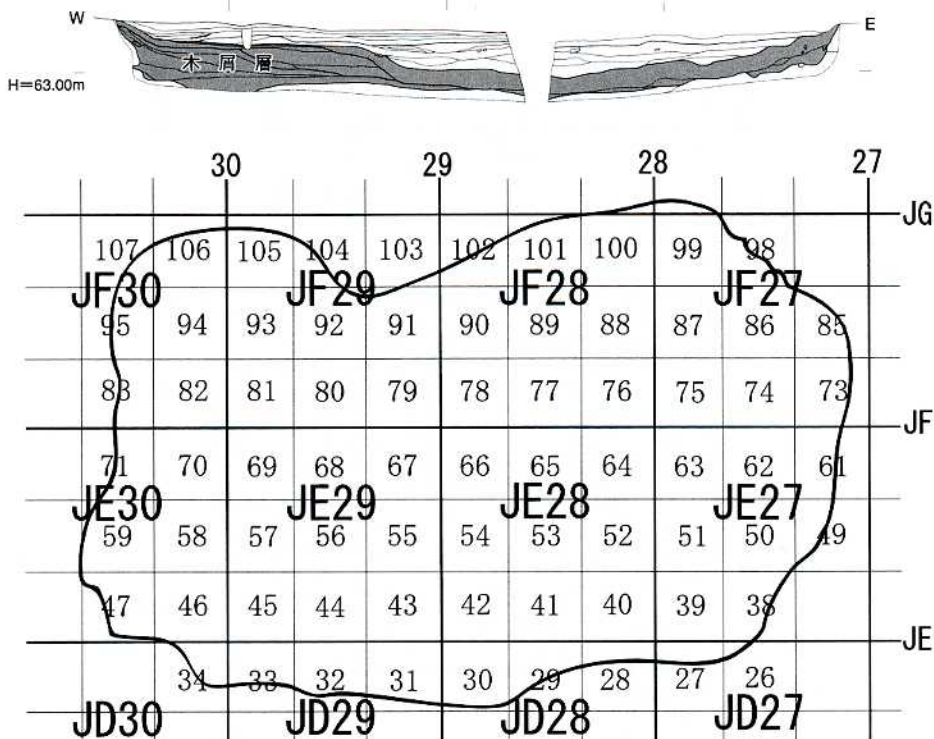 W E
木屑層
H=63.00m
30 29 28 27
JG
107 106 105 104 103 102 101 100 99 98
JF30 JF29 JF28 JF27
95 94 93 92 91 90 89 88 87 86 85
83 82 81 80 79 78 77 76 75 74 73
JF
71 70 69 68 67 66 65 64 63 62 61
JE30 JE29 JE28 JE27
59 58 57 56 55 54 53 52 51 50 49
47 46 45 44 43 42 41 40 39 38
JE
34 33 32 31 30 29 28 27 26
JD30 JD29 JD28 JD27